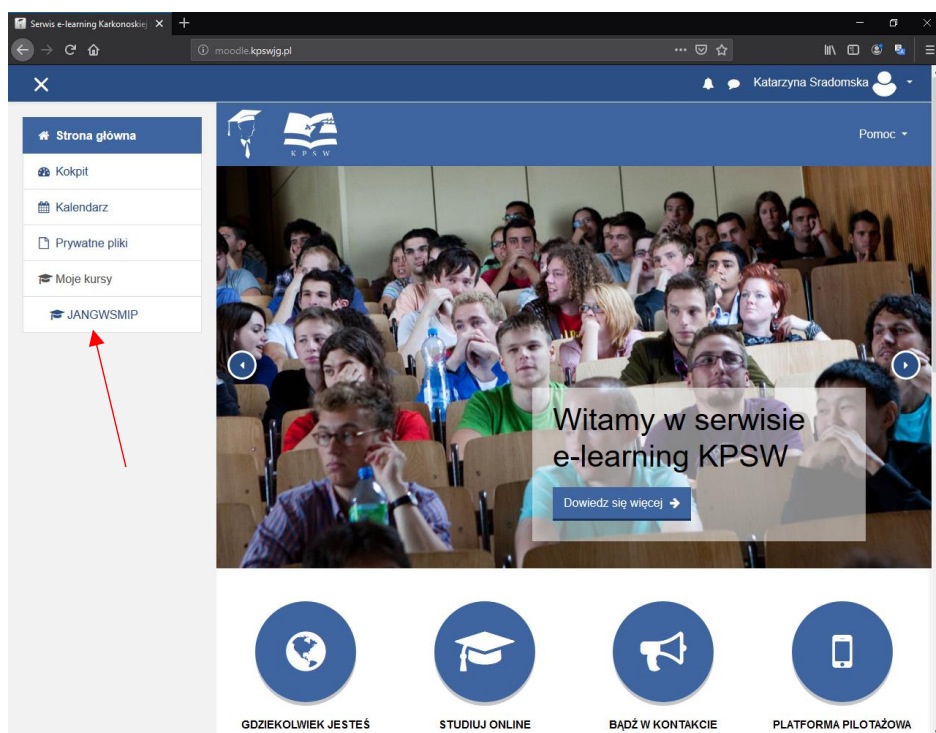 Serwis e-learning Karkonoskiej
moodle.kpswjg.pl
Katarzyna Sradomska
Strona główna
Kokpit
Kalendarz
Prywatne pliki
Moje kursy
JANGWSMIP
K P S W
Pomoc
Witamy w serwisie
e-learning KPSW
Dowiedz się więcej
GDZIEKOLWIEK JESTEŚ
STUDIUJ ONLINE
BĄDŹ W KONTAKCIE
PLATFORMA PILOTAŻOWA